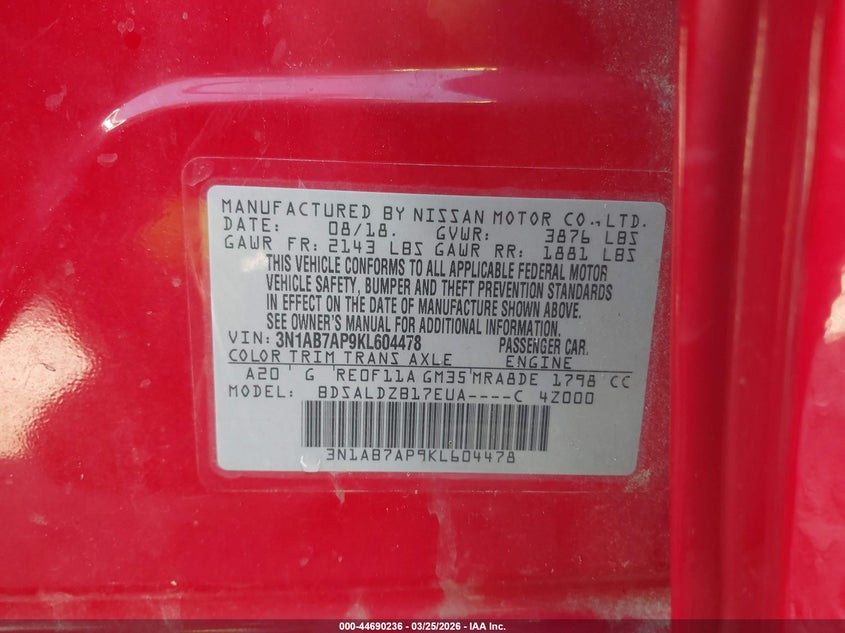 MANUFACTURED BY NISSAN MOTOR CO., LTD.
DATE: 08/18. GVWR: 3876 LBS
GAWR FR: 2143 LBS GAWR RR: 1881 LBS
THIS VEHICLE CONFORMS TO ALL APPLICABLE FEDERAL MOTOR
VEHICLE SAFETY, BUMPER AND THEFT PREVENTION STANDARDS
IN EFFECT ON THE DATE OF MANUFACTURE SHOWN ABOVE.
SEE OWNER'S MANUAL FOR ADDITIONAL INFORMATION.
VIN: 3N1AB7AP9KL604478 PASSENGER CAR.
COLOR TRIM TRANS AXLE ENGINE
A20 G RE0F11A GM35 MRA8DE 1798 CC
MODEL: BDSALDZB17EUA----C 4Z000
3N1AB7AP9KL604478
000-44690236 - 03/25/2026 - IAA Inc.